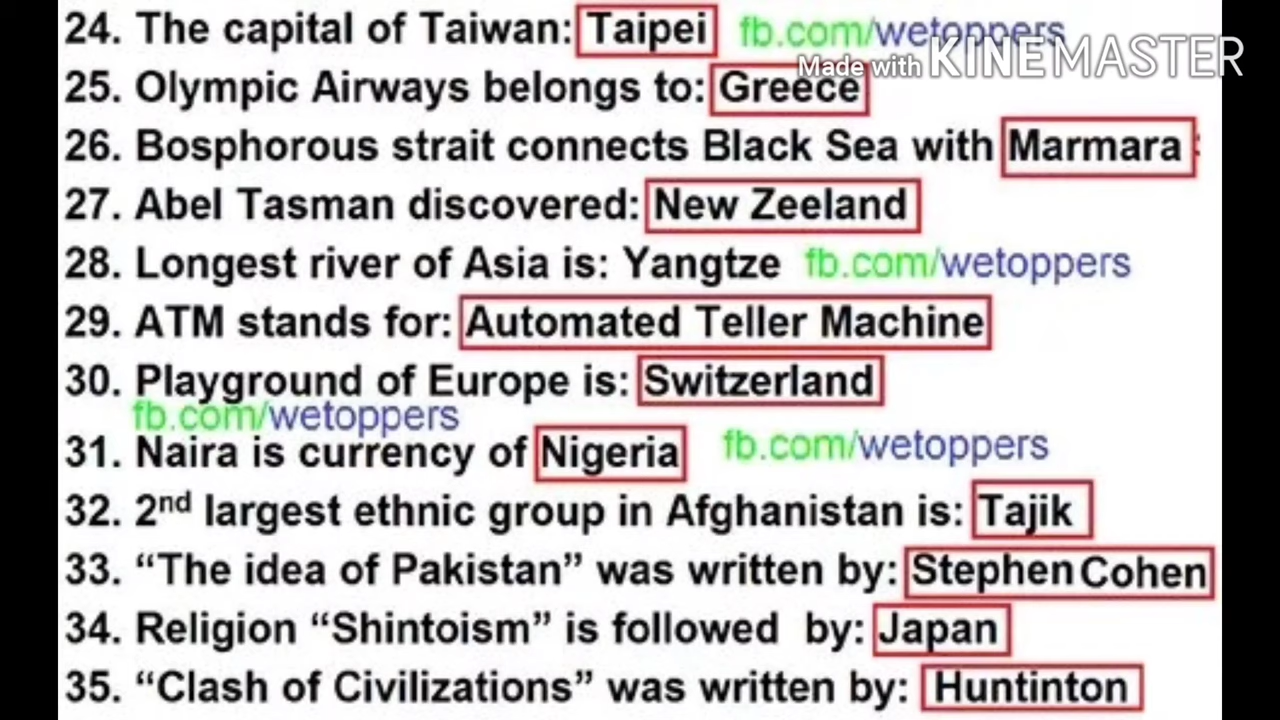 24. The capital of Taiwan: Taipei fb.com/wetoppers
Made with KINEMASTER
25. Olympic Airways belongs to: Greece
26. Bosphorous strait connects Black Sea with Marmara
27. Abel Tasman discovered: New Zeeland
28. Longest river of Asia is: Yangtze fb.com/wetoppers
29. ATM stands for: Automated Teller Machine
30. Playground of Europe is: Switzerland
fb.com/wetoppers
31. Naira is currency of Nigeria fb.com/wetoppers
32. 2nd largest ethnic group in Afghanistan is: Tajik
33. “The idea of Pakistan” was written by: Stephen Cohen
34. Religion “Shintoism” is followed by: Japan
35. “Clash of Civilizations” was written by: Huntinton